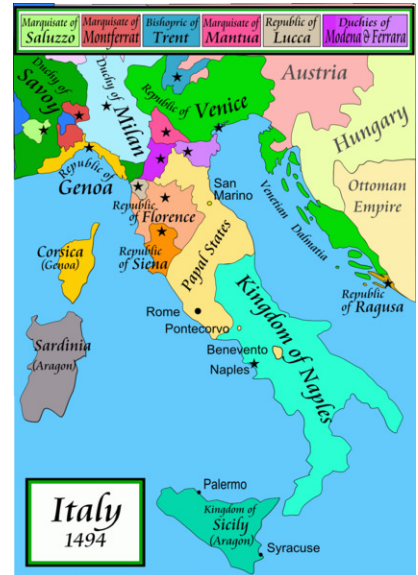 Marquisate of
Saluzzo
Marquisate of
Montferrat
Bishopric of
Trent
Marquisate of
Mantua
Republic of
Lucca
Duchies of
Modena & Ferrara
Duchy of
Savoy
Duchy of
Milan
Republic of
Venice
Austria
Hungary
Ottoman
Empire
Republic of
Genoa
Republic of
Florence
Republic
of Siena
San
Marino
Venetian
Dalmatia
Papal States
Corsica
(Genoa)
Republic
of Ragusa
Rome
Pontecorvo
Sardinia
(Aragon)
Benevento
Naples
Kingdom of Naples
Palermo
Kingdom of
Sicily
(Aragon)
Syracuse
Italy
1494